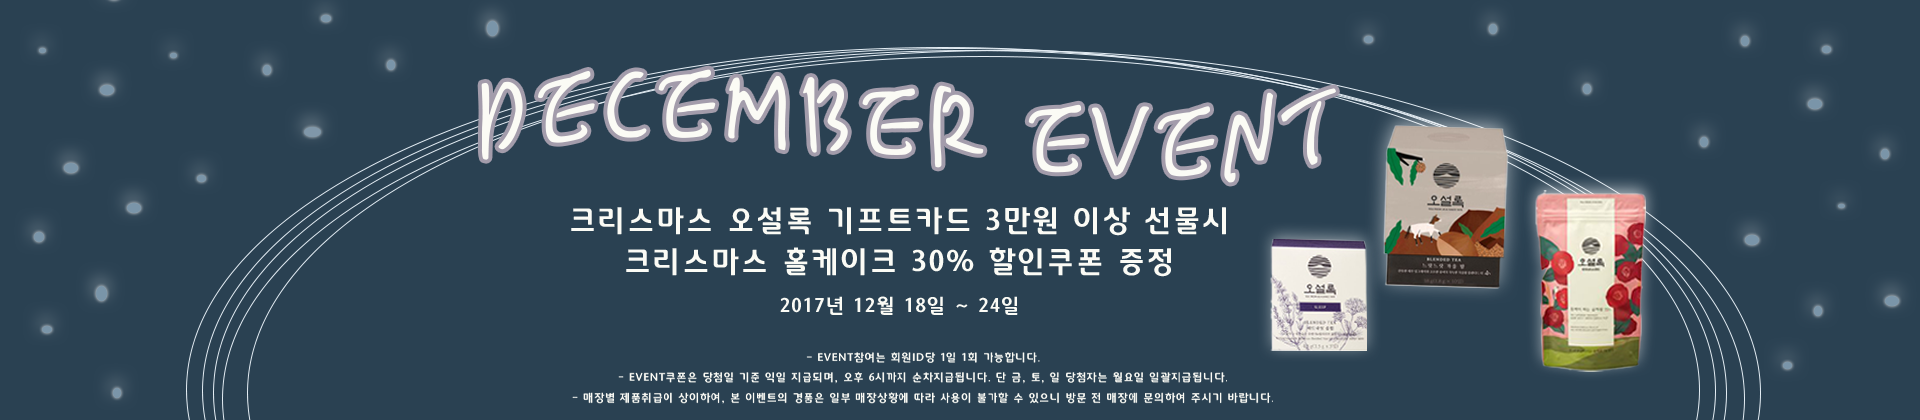 DECEMBER EVENT
크리스마스 오설록 기프트카드 3만원 이상 선물시
크리스마스 홀케이크 30% 할인쿠폰 증정
2017년 12월 18일 ~ 24일
- EVENT참여는 회원ID당 1일 1회 가능합니다.
- EVENT쿠폰은 당첨일 기준 익일 지급되며, 오후 6시까지 순차지급됩니다. 단 금, 토, 일 당첨자는 월요일 일괄지급됩니다.
- 매장별 제품취급이 상이하여, 본 이벤트의 경품은 일부 매장상황에 따라 사용이 불가할 수 있으니 방문 전 매장에 문의하여 주시기 바랍니다.
오설록
BLENDED TEA
오설록
오설록